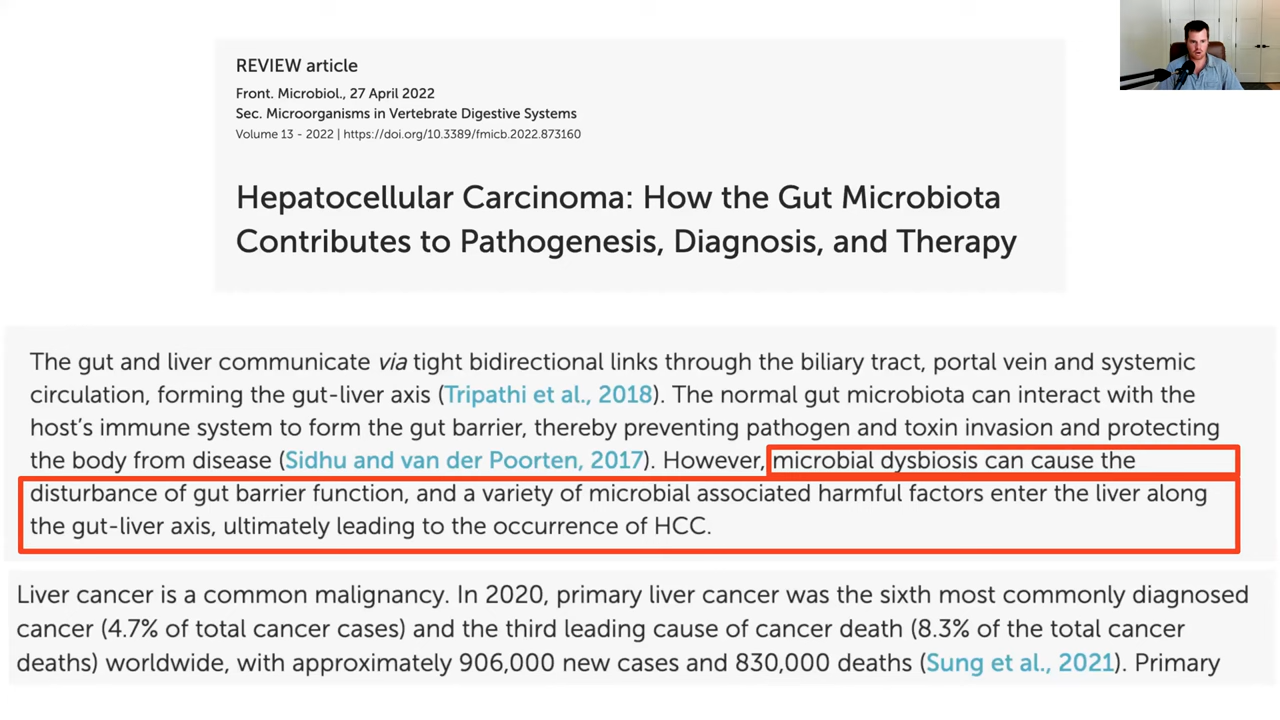 REVIEW article
Front. Microbiol., 27 April 2022
Sec. Microorganisms in Vertebrate Digestive Systems
Volume 13 - 2022 | https://doi.org/10.3389/fmicb.2022.873160
Hepatocellular Carcinoma: How the Gut Microbiota
Contributes to Pathogenesis, Diagnosis, and Therapy
The gut and liver communicate via tight bidirectional links through the biliary tract, portal vein and systemic
circulation, forming the gut-liver axis (Tripathi et al., 2018). The normal gut microbiota can interact with the
host’s immune system to form the gut barrier, thereby preventing pathogen and toxin invasion and protecting
the body from disease (Sidhu and van der Poorten, 2017). However, microbial dysbiosis can cause the
disturbance of gut barrier function, and a variety of microbial associated harmful factors enter the liver along
the gut-liver axis, ultimately leading to the occurrence of HCC.
Liver cancer is a common malignancy. In 2020, primary liver cancer was the sixth most commonly diagnosed
cancer (4.7% of total cancer cases) and the third leading cause of cancer death (8.3% of the total cancer
deaths) worldwide, with approximately 906,000 new cases and 830,000 deaths (Sung et al., 2021). Primary